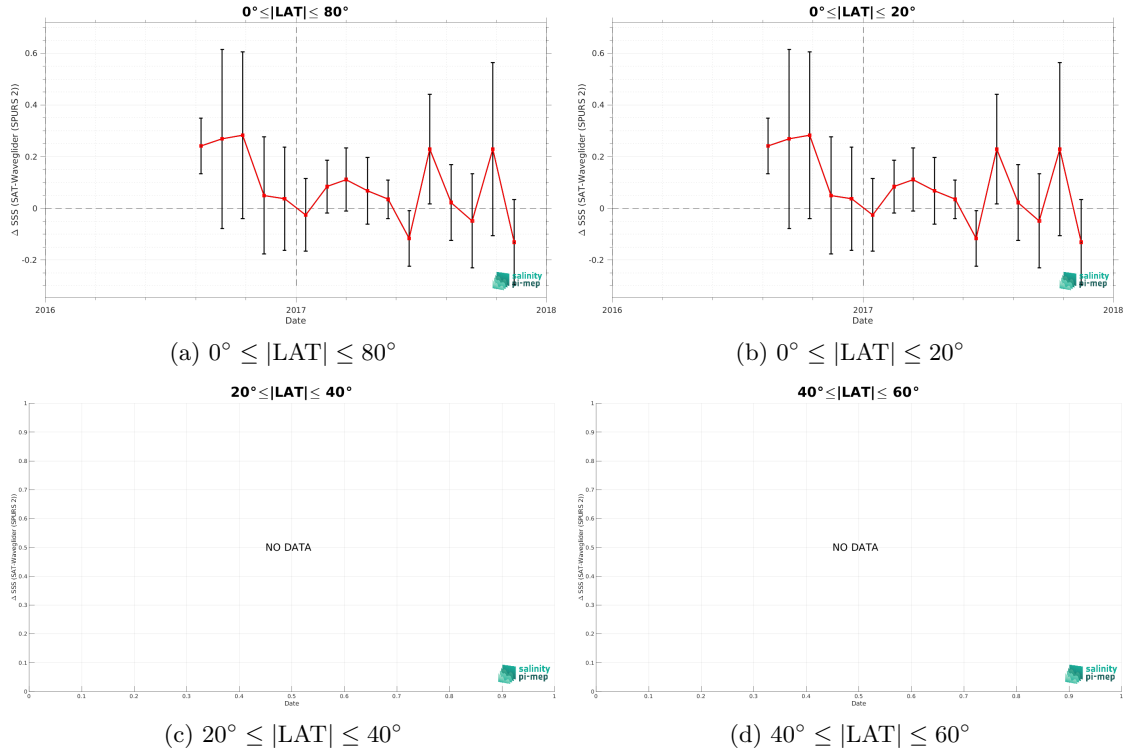 0°≤|LAT|≤ 80°
Δ SSS (SAT-Waveglider (SPURS 2))
0.6
0.4
0.2
0
-0.2
salinity
pi-mep
2016
2017
2018
Date
(a) 0° ≤ |LAT| ≤ 80°
0°≤|LAT|≤ 20°
Δ SSS (SAT-Waveglider (SPURS 2))
0.6
0.4
0.2
0
-0.2
salinity
pi-mep
2016
2017
2018
Date
(b) 0° ≤ |LAT| ≤ 20°
20°≤|LAT|≤ 40°
Δ SSS (SAT-Waveglider (SPURS 2))
1
0.9
0.8
0.7
0.6
0.5
0.4
0.3
0.2
0.1
0
NO DATA
salinity
pi-mep
0 0.1 0.2 0.3 0.4 0.5 0.6 0.7 0.8 0.9 1
Date
(c) 20° ≤ |LAT| ≤ 40°
40°≤|LAT|≤ 60°
Δ SSS (SAT-Waveglider (SPURS 2))
1
0.9
0.8
0.7
0.6
0.5
0.4
0.3
0.2
0.1
0
NO DATA
salinity
pi-mep
0 0.1 0.2 0.3 0.4 0.5 0.6 0.7 0.8 0.9 1
Date
(d) 40° ≤ |LAT| ≤ 60°